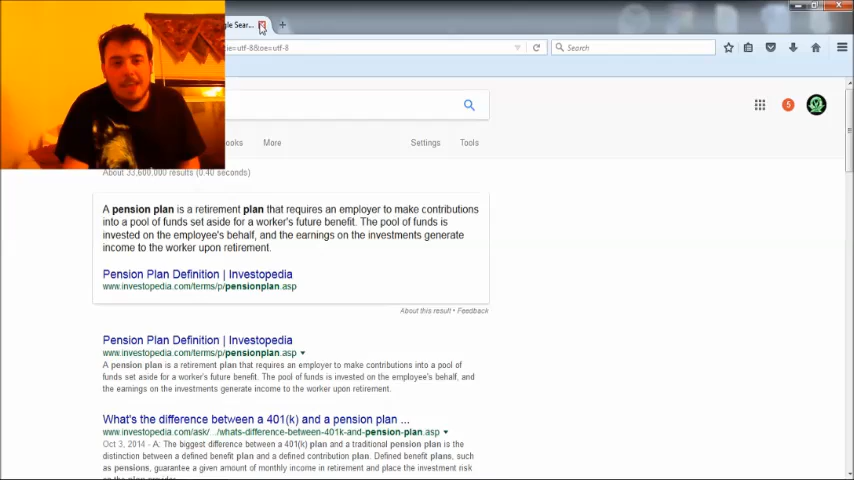 gle Sear...
ie=utf-8&oe=utf-8
Search
ooks More Settings Tools
5
About 33,600,000 results (0.40 seconds)
A pension plan is a retirement plan that requires an employer to make contributions
into a pool of funds set aside for a worker's future benefit. The pool of funds is
invested on the employee's behalf, and the earnings on the investments generate
income to the worker upon retirement.
Pension Plan Definition | Investopedia
www.investopedia.com/terms/p/pensionplan.asp
About this result • Feedback
Pension Plan Definition | Investopedia
www.investopedia.com/terms/p/pensionplan.asp
A pension plan is a retirement plan that requires an employer to make contributions into a pool of
funds set aside for a worker's future benefit. The pool of funds is invested on the employee's behalf, and
the earnings on the investments generate income to the worker upon retirement.
What's the difference between a 401(k) and a pension plan ...
www.investopedia.com/ask/.../whats-difference-between-401k-and-pension-plan.asp
Oct 3, 2014 - A: The biggest difference between a 401(k) plan and a traditional pension plan is the
distinction between a defined benefit plan and a defined contribution plan. Defined benefit plans, such
as pensions, guarantee a given amount of monthly income in retirement and place the investment risk
on the plan provider.